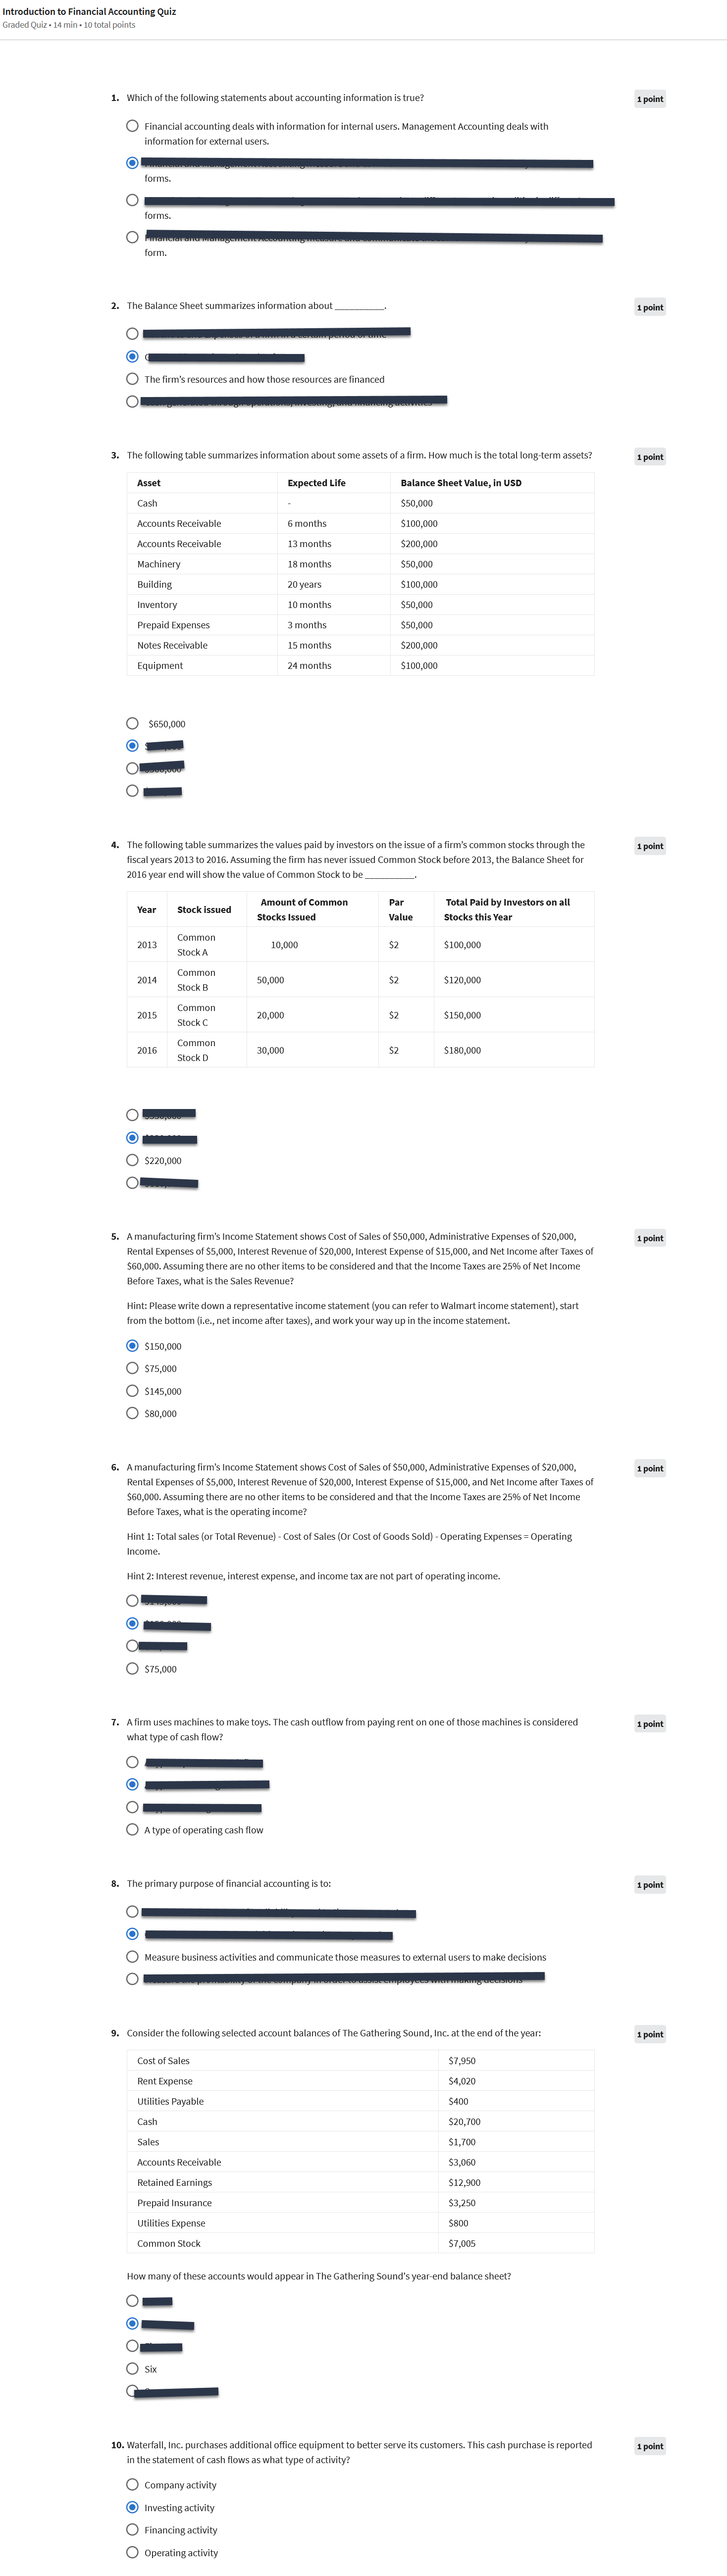 Introduction to Financial Accounting Quiz
Graded Quiz • 14 min • 10 total points
1. Which of the following statements about accounting information is true?
1 point
Financial accounting deals with information for internal users. Management Accounting deals with
information for external users.
forms.
forms.
form.
2. The Balance Sheet summarizes information about __________.
1 point
The firm's resources and how those resources are financed
3. The following table summarizes information about some assets of a firm. How much is the total long-term assets?
1 point
Asset Expected Life Balance Sheet Value, in USD
Cash - $50,000
Accounts Receivable 6 months $100,000
Accounts Receivable 13 months $200,000
Machinery 18 months $50,000
Building 20 years $100,000
Inventory 10 months $50,000
Prepaid Expenses 3 months $50,000
Notes Receivable 15 months $200,000
Equipment 24 months $100,000
$650,000
4. The following table summarizes the values paid by investors on the issue of a firm's common stocks through the
1 point
fiscal years 2013 to 2016. Assuming the firm has never issued Common Stock before 2013, the Balance Sheet for
2016 year end will show the value of Common Stock to be __________.
Year Stock issued Amount of Common Stocks Issued Par Value Total Paid by Investors on all Stocks this Year
2013 Common Stock A 10,000 $2 $100,000
2014 Common Stock B 50,000 $2 $120,000
2015 Common Stock C 20,000 $2 $150,000
2016 Common Stock D 30,000 $2 $180,000
$220,000
5. A manufacturing firm's Income Statement shows Cost of Sales of $50,000, Administrative Expenses of $20,000,
1 point
Rental Expenses of $5,000, Interest Revenue of $20,000, Interest Expense of $15,000, and Net Income after Taxes of
$60,000. Assuming there are no other items to be considered and that the Income Taxes are 25% of Net Income
Before Taxes, what is the Sales Revenue?
Hint: Please write down a representative income statement (you can refer to Walmart income statement), start
from the bottom (i.e., net income after taxes), and work your way up in the income statement.
$150,000
$75,000
$145,000
$80,000
6. A manufacturing firm's Income Statement shows Cost of Sales of $50,000, Administrative Expenses of $20,000,
1 point
Rental Expenses of $5,000, Interest Revenue of $20,000, Interest Expense of $15,000, and Net Income after Taxes of
$60,000. Assuming there are no other items to be considered and that the Income Taxes are 25% of Net Income
Before Taxes, what is the operating income?
Hint 1: Total sales (or Total Revenue) - Cost of Sales (Or Cost of Goods Sold) - Operating Expenses = Operating
Income.
Hint 2: Interest revenue, interest expense, and income tax are not part of operating income.
$75,000
7. A firm uses machines to make toys. The cash outflow from paying rent on one of those machines is considered
1 point
what type of cash flow?
A type of operating cash flow
8. The primary purpose of financial accounting is to:
1 point
Measure business activities and communicate those measures to external users to make decisions
9. Consider the following selected account balances of The Gathering Sound, Inc. at the end of the year:
1 point
Cost of Sales $7,950
Rent Expense $4,020
Utilities Payable $400
Cash $20,700
Sales $1,700
Accounts Receivable $3,060
Retained Earnings $12,900
Prepaid Insurance $3,250
Utilities Expense $800
Common Stock $7,005
How many of these accounts would appear in The Gathering Sound's year-end balance sheet?
Six
10. Waterfall, Inc. purchases additional office equipment to better serve its customers. This cash purchase is reported
1 point
in the statement of cash flows as what type of activity?
Company activity
Investing activity
Financing activity
Operating activity